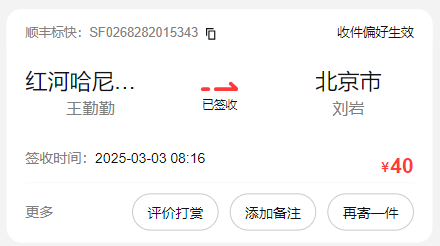 顺丰标快：SF0268282015343 收件偏好生效
红河哈尼... 北京市
王勤勤 已签收 刘岩
签收时间：2025-03-03 08:16 ¥40
更多 评价打赏 添加备注 再寄一件